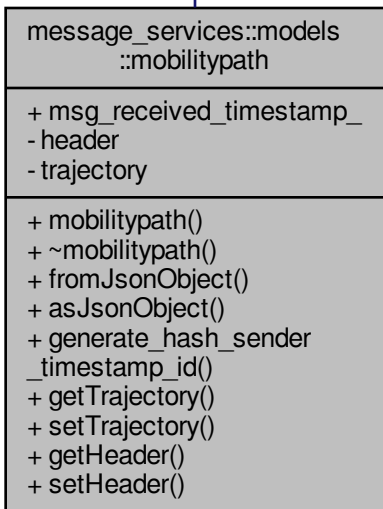 message_services::models
::mobilitypath
+ msg_received_timestamp_
- header
- trajectory
+ mobilitypath()
+ ~mobilitypath()
+ fromJsonObject()
+ asJsonObject()
+ generate_hash_sender
_timestamp_id()
+ getTrajectory()
+ setTrajectory()
+ getHeader()
+ setHeader()